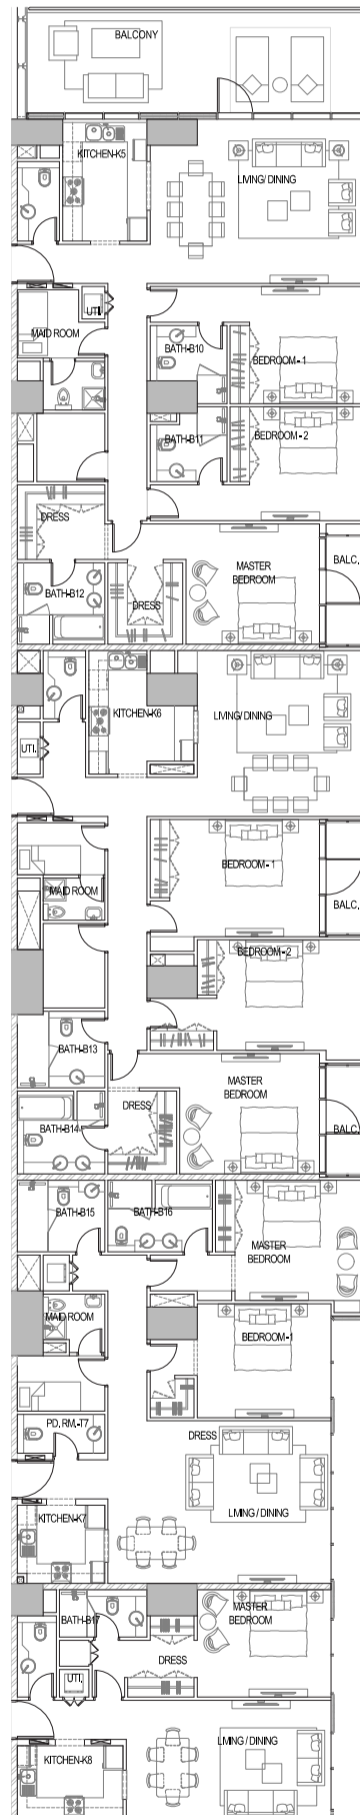 BALCONY
KITCHEN-K5
LIVING/ DINING
UTI.
MAID ROOM
BATH-B10
BEDROOM - 1
BATH-B11
BEDROOM - 2
DRESS
MASTER
BEDROOM
BALC.
BATH-B12
DRESS
KITCHEN-K6
LIVING/ DINING
UTI.
BEDROOM - 1
MAID ROOM
BALC.
BEDROOM - 2
BATH-B13
MASTER
BEDROOM
DRESS
BATH-B14
BALC.
BATH-B15
BATH-B16
MASTER
BEDROOM
MAID ROOM
BEDROOM-1
PD. RM.-T7
DRESS
KITCHEN-K7
LIVING / DINING
BATH-B17
MASTER
BEDROOM
DRESS
UTI.
LIVING / DINING
KITCHEN-K8